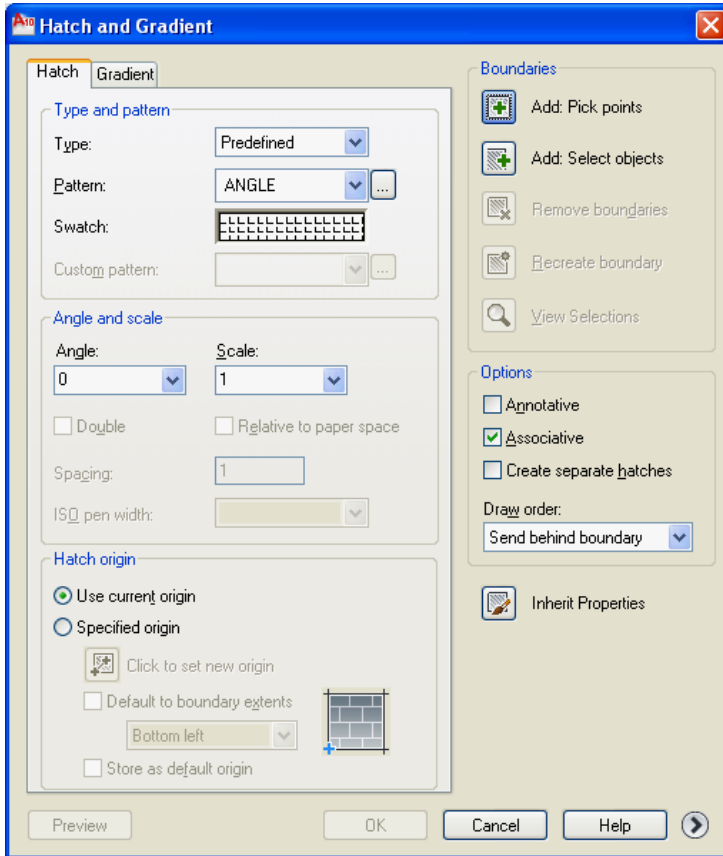 A10 Hatch and Gradient
Hatch Gradient
Type and pattern
Type: Predefined
Pattern: ANGLE ...
Swatch:
Custom pattern: ...
Angle and scale
Angle: Scale:
0 1
Double Relative to paper space
Spacing: 1
ISO pen width:
Hatch origin
Use current origin
Specified origin
Click to set new origin
Default to boundary extents
Bottom left
Store as default origin
Boundaries
Add: Pick points
Add: Select objects
Remove boundaries
Recreate boundary
View Selections
Options
Annotative
Associative
Create separate hatches
Draw order:
Send behind boundary
Inherit Properties
Preview OK Cancel Help